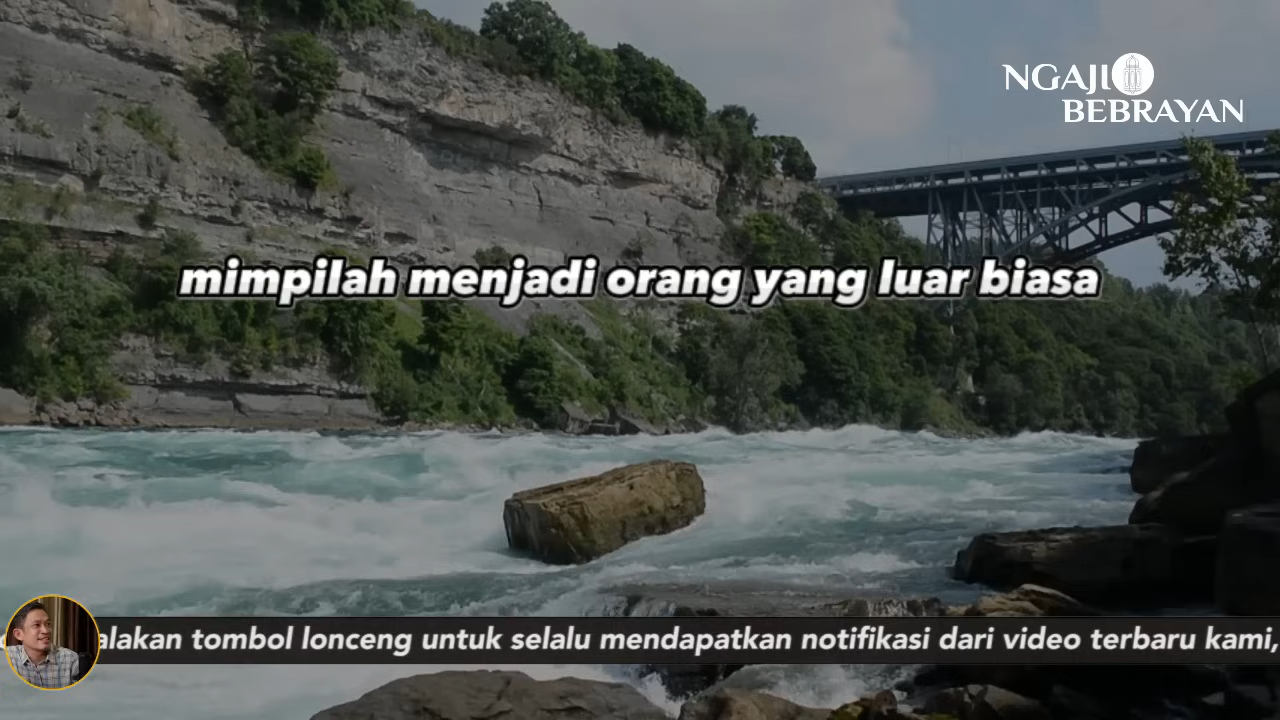 NGAJI
BEBRAYAN
mimpilah menjadi orang yang luar biasa
alakan tombol lonceng untuk selalu mendapatkan notifikasi dari video terbaru kami,